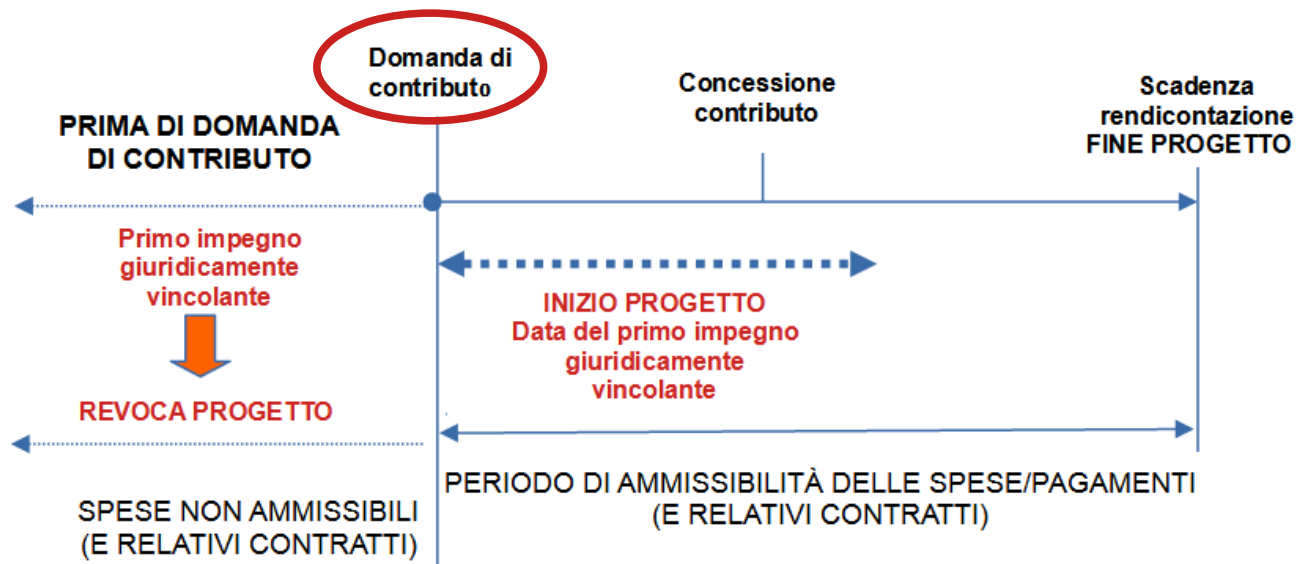 Domanda di
contributo
Concessione
contributo
Scadenza
rendicontazione
FINE PROGETTO
PRIMA DI DOMANDA
DI CONTRIBUTO
Primo impegno
giuridicamente
vincolante
REVOCA PROGETTO
INIZIO PROGETTO
Data del primo impegno
giuridicamente
vincolante
SPESE NON AMMISSIBILI
(E RELATIVI CONTRATTI)
PERIODO DI AMMISSIBILITÀ DELLE SPESE/PAGAMENTI
(E RELATIVI CONTRATTI)